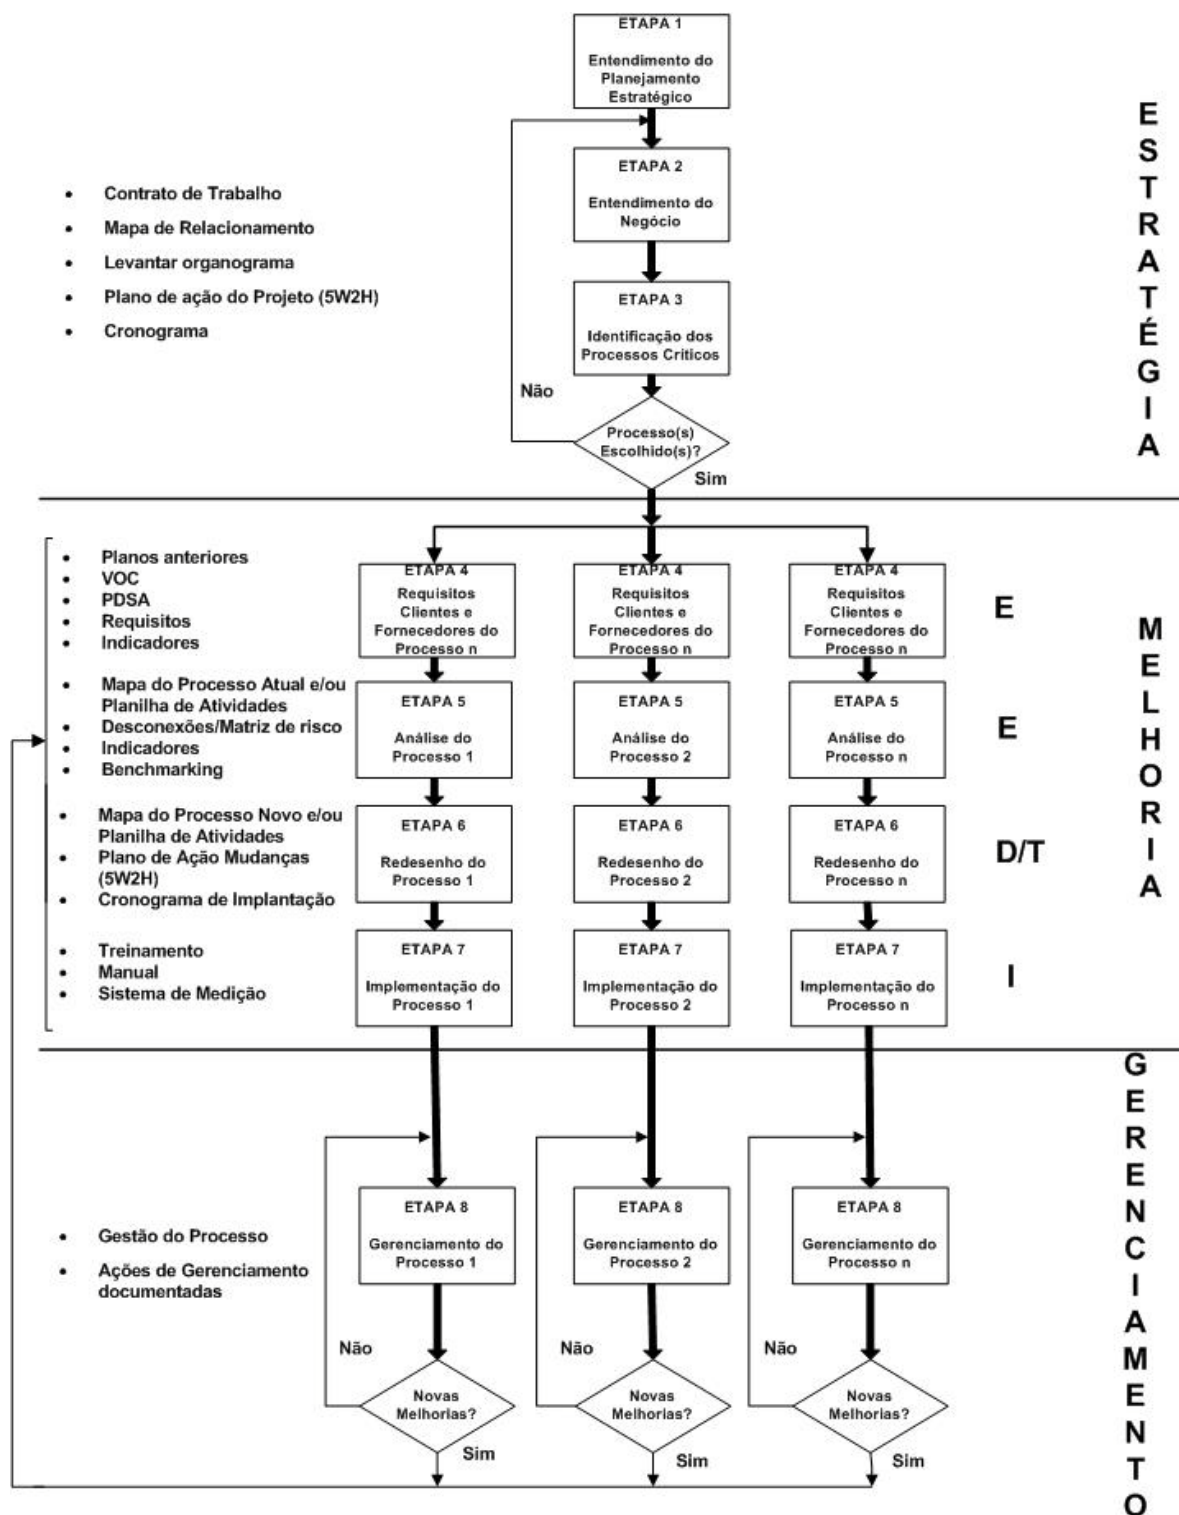 ETAPA 1
Entendimento do
Planejamento
Estratégico
ETAPA 2
Entendimento do
Negócio
ETAPA 3
Identificação dos
Processos Críticos
Não
Processo(s)
Escolhido(s)?
Sim
• Contrato de Trabalho
• Mapa de Relacionamento
• Levantar organograma
• Plano de ação do Projeto (5W2H)
• Cronograma
ESTRATÉGIA
• Planos anteriores
• VOC
• PDSA
• Requisitos
• Indicadores
ETAPA 4
Requisitos
Clientes e
Fornecedores do
Processo n
ETAPA 4
Requisitos
Clientes e
Fornecedores do
Processo n
ETAPA 4
Requisitos
Clientes e
Fornecedores do
Processo n
E
• Mapa do Processo Atual e/ou
Planilha de Atividades
• Desconexões/Matriz de risco
• Indicadores
• Benchmarking
ETAPA 5
Análise do
Processo 1
ETAPA 5
Análise do
Processo 2
ETAPA 5
Análise do
Processo n
E
• Mapa do Processo Novo e/ou
Planilha de Atividades
• Plano de Ação Mudanças
(5W2H)
• Cronograma de Implantação
ETAPA 6
Redesenho do
Processo 1
ETAPA 6
Redesenho do
Processo 2
ETAPA 6
Redesenho do
Processo n
D/T
• Treinamento
• Manual
• Sistema de Medição
ETAPA 7
Implementação do
Processo 1
ETAPA 7
Implementação do
Processo 2
ETAPA 7
Implementação do
Processo n
I
MELHORIA
• Gestão do Processo
• Ações de Gerenciamento
documentadas
ETAPA 8
Gerenciamento do
Processo 1
ETAPA 8
Gerenciamento do
Processo 2
ETAPA 8
Gerenciamento do
Processo n
Não
Novas
Melhorias?
Sim
Não
Novas
Melhorias?
Sim
Não
Novas
Melhorias?
Sim
GERENCIAMENTO